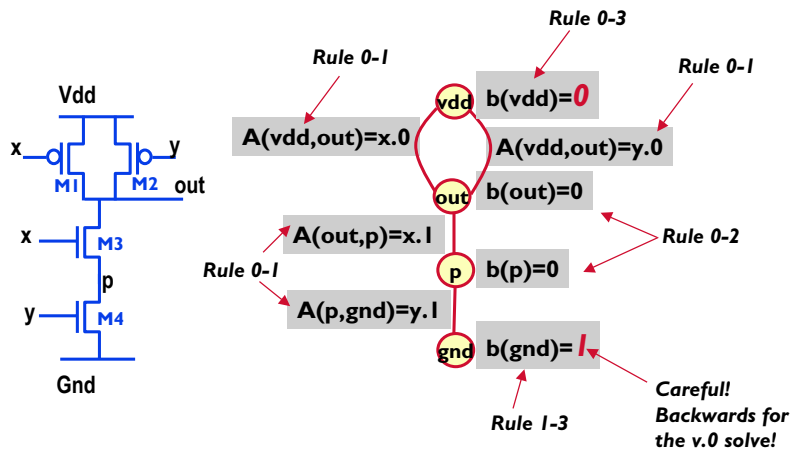 Rule 0-3
Rule 0-1
Rule 0-1
Vdd
vdd
b(vdd)=0
x
y
A(vdd,out)=x.0
A(vdd,out)=y.0
M1
M2
out
out
b(out)=0
x
M3
A(out,p)=x.1
Rule 0-2
Rule 0-1
p
p
b(p)=0
y
M4
A(p,gnd)=y.1
gnd
b(gnd)=1
Gnd
Rule 1-3
Careful!
Backwards for
the v.0 solve!